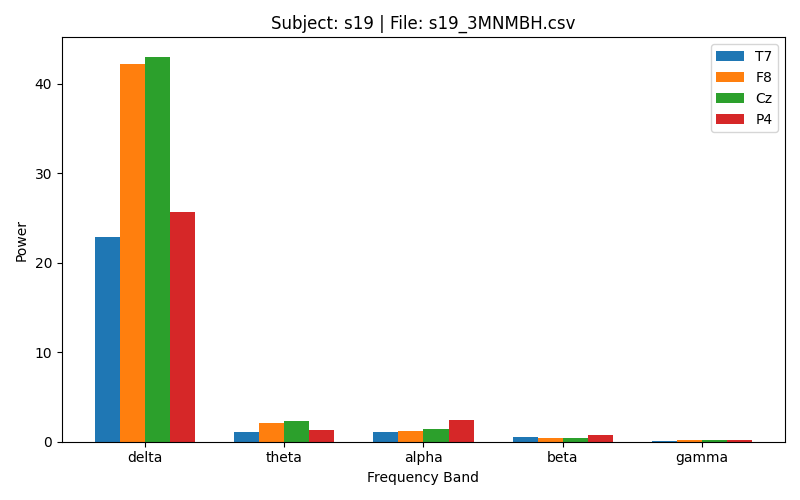 Subject: s19 | File: s19_3MNMBH.csv
T7
F8
Cz
P4
Power
40
30
20
10
0
delta theta alpha beta gamma
Frequency Band